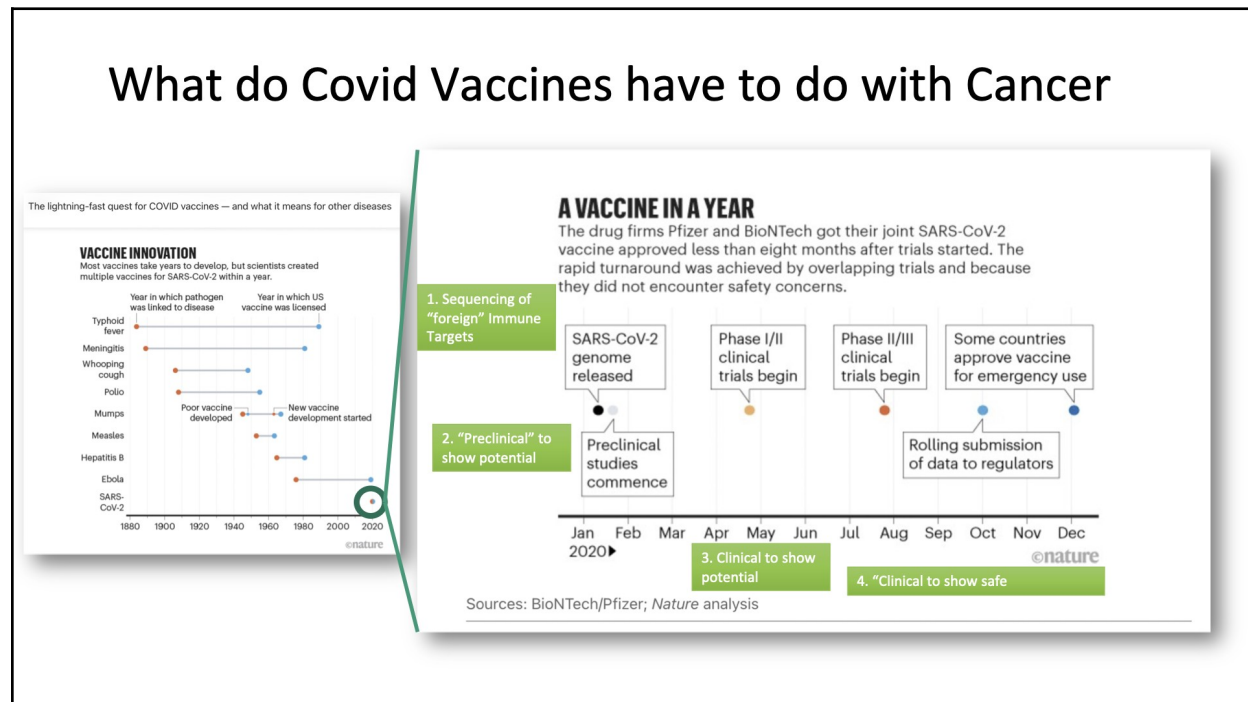 What do Covid Vaccines have to do with Cancer
The lightning-fast quest for COVID vaccines — and what it means for other diseases
VACCINE INNOVATION
Most vaccines take years to develop, but scientists created
multiple vaccines for SARS-CoV-2 within a year.
Year in which pathogen
was linked to disease
Year in which US
vaccine was licensed
Typhoid
fever
Meningitis
Whooping
cough
Polio
Mumps
Poor vaccine
developed
New vaccine
development started
Measles
Hepatitis B
Ebola
SARS-
CoV-2
1880 1900 1920 1940 1960 1980 2000 2020
©nature
A VACCINE IN A YEAR
The drug firms Pfizer and BioNTech got their joint SARS-CoV-2
vaccine approved less than eight months after trials started. The
rapid turnaround was achieved by overlapping trials and because
they did not encounter safety concerns.
1. Sequencing of
“foreign” Immune
Targets
SARS-CoV-2
genome
released
Phase I/II
clinical
trials begin
Phase II/III
clinical
trials begin
Some countries
approve vaccine
for emergency use
2. “Preclinical” to
show potential
Preclinical
studies
commence
Rolling submission
of data to regulators
Jan Feb Mar Apr May Jun Jul Aug Sep Oct Nov Dec
2020
©nature
3. Clinical to show
potential
4. “Clinical to show safe
Sources: BioNTech/Pfizer; Nature analysis